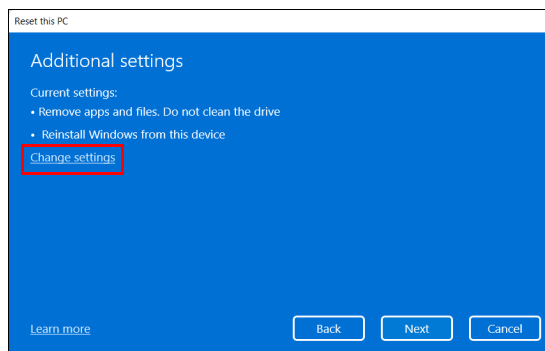 Reset this PC
Additional settings
Current settings:
• Remove apps and files. Do not clean the drive
• Reinstall Windows from this device
Change settings
Learn more
Back
Next
Cancel